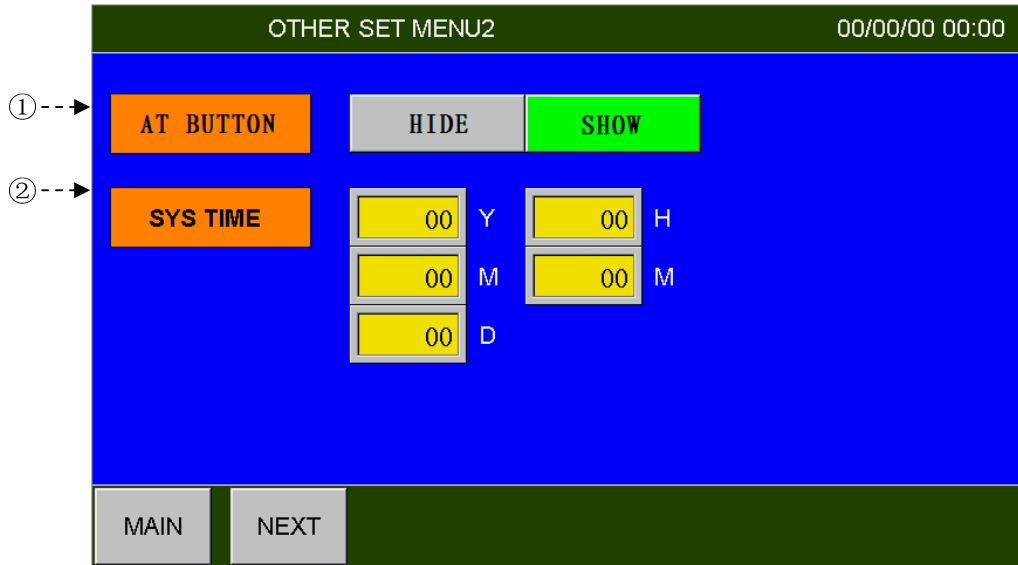 OTHER SET MENU2 00/00/00 00:00
① AT BUTTON HIDE SHOW
② SYS TIME 00 Y 00 H
00 M 00 M
00 D
MAIN NEXT